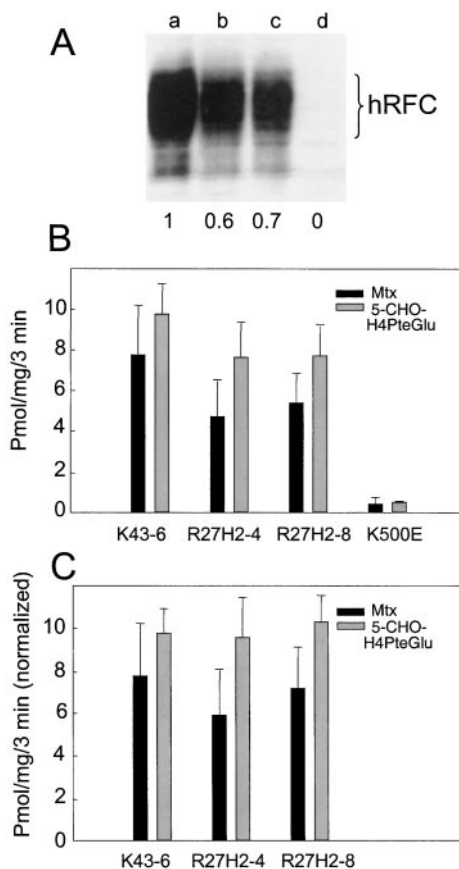 A
a b c d
hRFC
1 0.6 0.7 0
B
Pmol/mg/3 min
10
8
6
4
2
0
Mtx
5-CHO-
H4PteGlu
K43-6 R27H2-4 R27H2-8 K500E
C
Pmol/mg/3 min (normalized)
10
8
6
4
2
0
Mtx
5-CHO-
H4PteGlu
K43-6 R27H2-4 R27H2-8